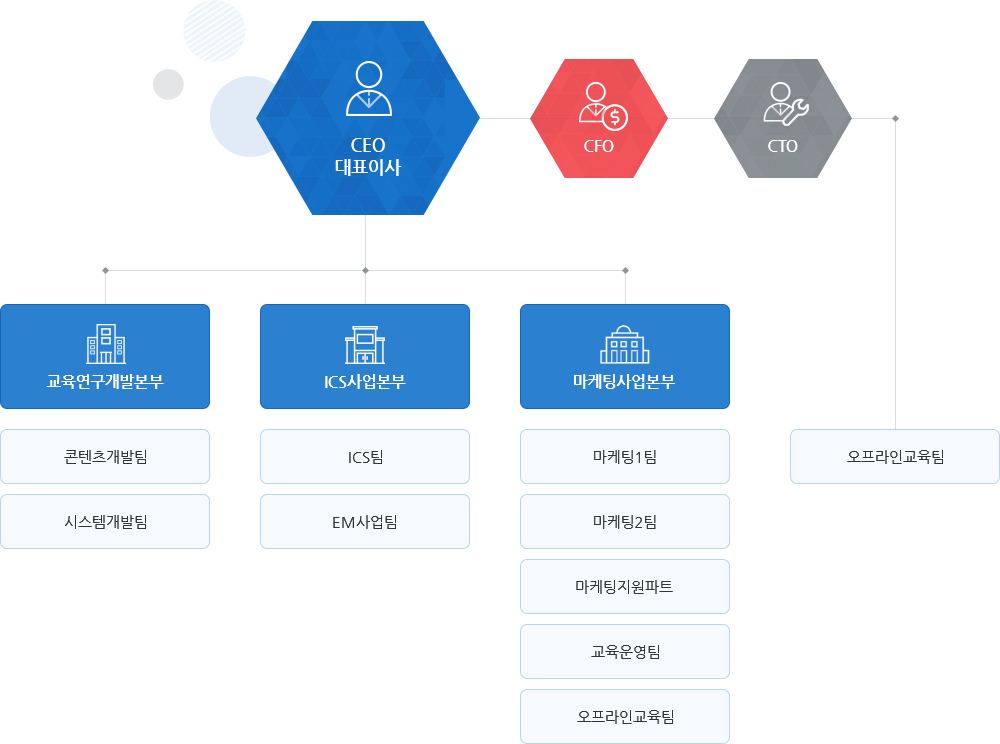 CEO
대표이사
CFO
CTO
교육연구개발본부
ICS사업본부
마케팅사업본부
콘텐츠개발팀
ICS팀
마케팅1팀
오프라인교육팀
시스템개발팀
EM사업팀
마케팅2팀
마케팅지원파트
교육운영팀
오프라인교육팀